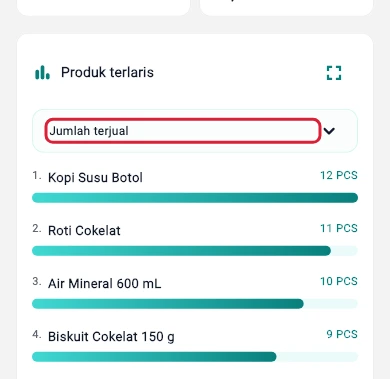 Produk terlaris
Jumlah terjual
1. Kopi Susu Botol 12 PCS
2. Roti Cokelat 11 PCS
3. Air Mineral 600 mL 10 PCS
4. Biskuit Cokelat 150 g 9 PCS